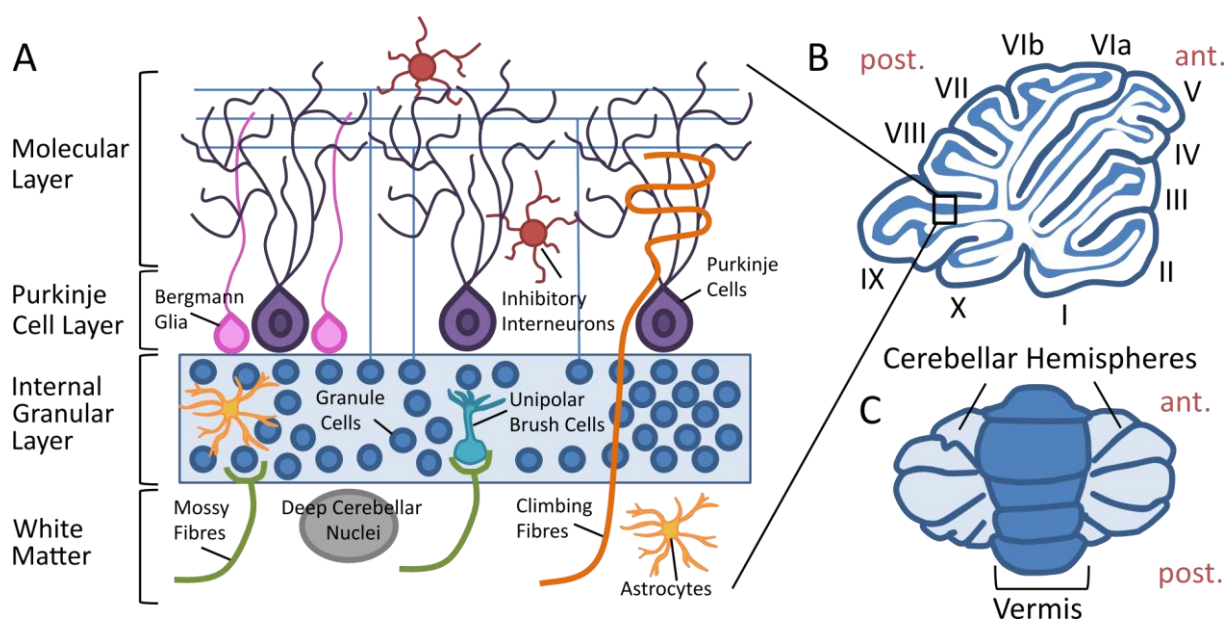 A
Molecular
Layer
Purkinje
Cell Layer
Internal
Granular
Layer
White
Matter
Bergmann
Glia
Inhibitory
Interneurons
Purkinje
Cells
Granule
Cells
Unipolar
Brush Cells
Mossy
Fibres
Deep Cerebellar
Nuclei
Climbing
Fibres
Astrocytes
B
post.
ant.
VIb
VIa
VII
V
VIII
IV
III
IX
II
X
I
Cerebellar Hemispheres
C
ant.
post.
Vermis